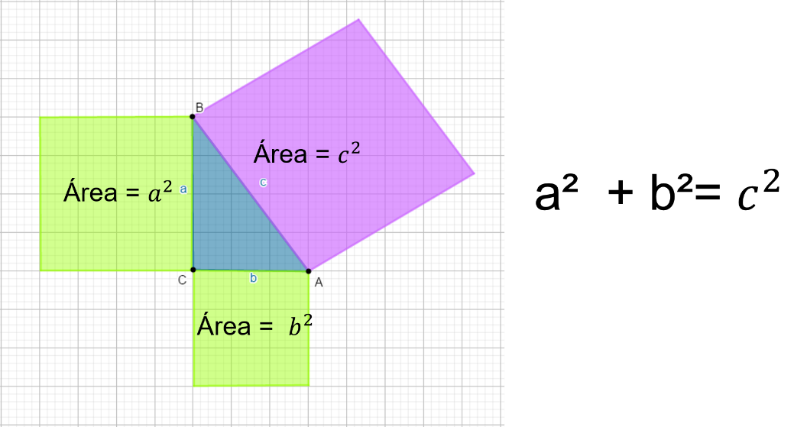 B
Área = 𝑐²
Área = 𝑎²
a
c
a² + b²= 𝑐²
C
b
A
Área = 𝑏²